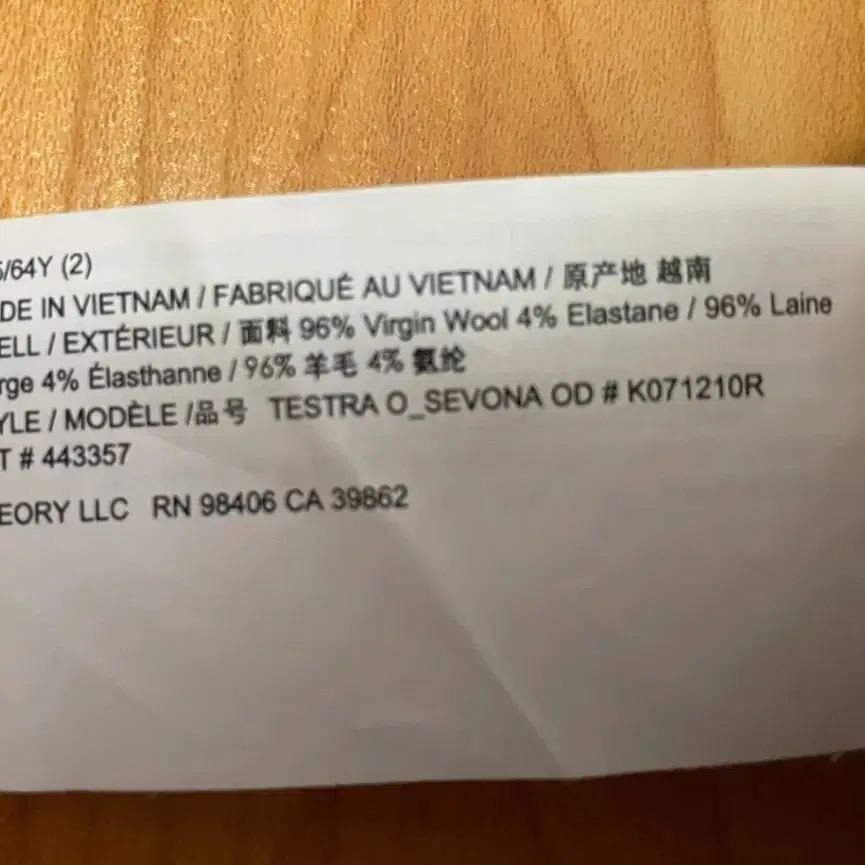 /64Y (2)
DE IN VIETNAM / FABRIQUÉ AU VIETNAM / 原产地 越南
ELL / EXTÉRIEUR / 面料 96% Virgin Wool 4% Elastane / 96% Laine
rge 4% Élasthanne / 96% 羊毛 4% 氨纶
YLE / MODÈLE /品号 TESTRA O_SEVONA OD # K071210R
T # 443357
EORY LLC RN 98406 CA 39862